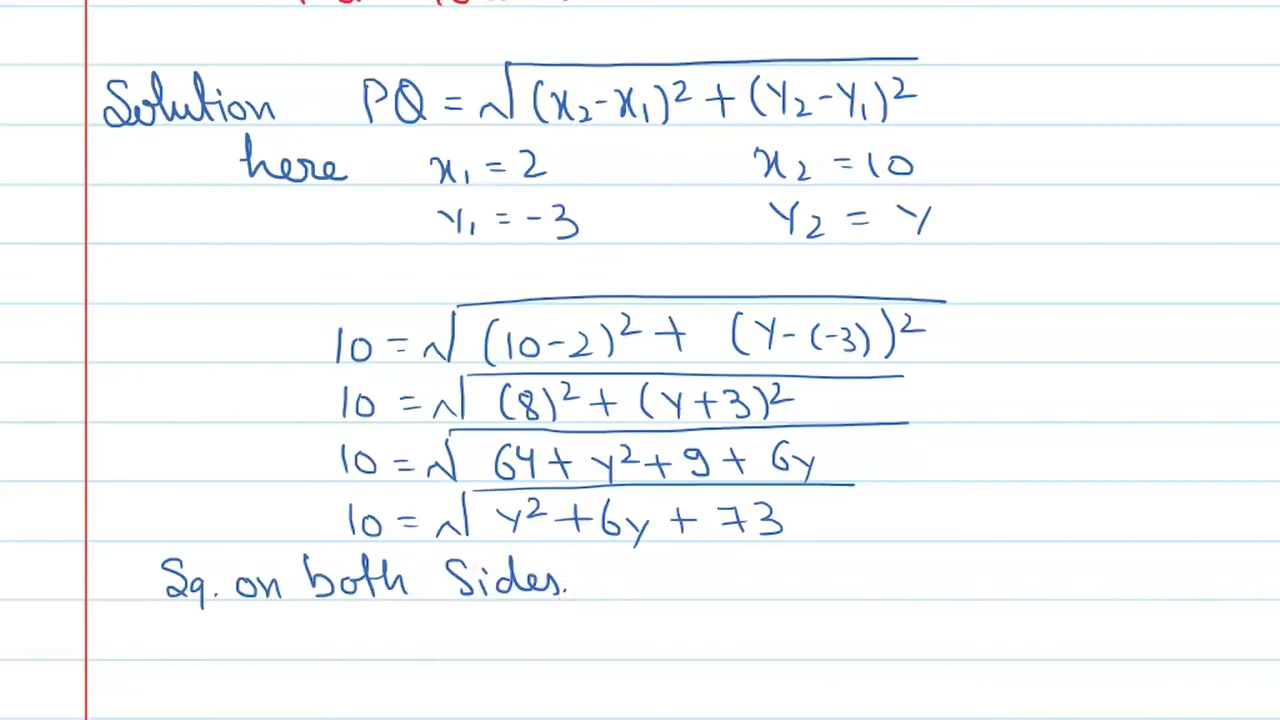 Solution PQ = √(x₂-x₁)² + (Y₂-Y₁)²
here x₁ = 2 x₂ = 10
Y₁ = -3 Y₂ = Y
10 = √(10-2)² + (Y-(-3))²
10 = √(8)² + (Y+3)²
10 = √64 + y² + 9 + 6y
10 = √y² + 6y + 73
Sq. on both Sides.